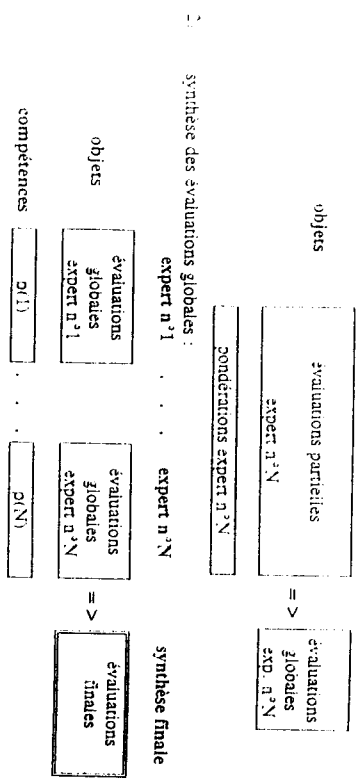 objets
évaluations partielles
expert n°N
=>
évaluations
globales
exp. n°N
pondérations expert n°N
2. synthèse des évaluations globales :
expert n°1 . . . expert n°N synthèse finale
objets
évaluations
globales
expert n°1
évaluations
globales
expert n°N
=>
évaluations
finales
compétences p(1) . . . p(N)